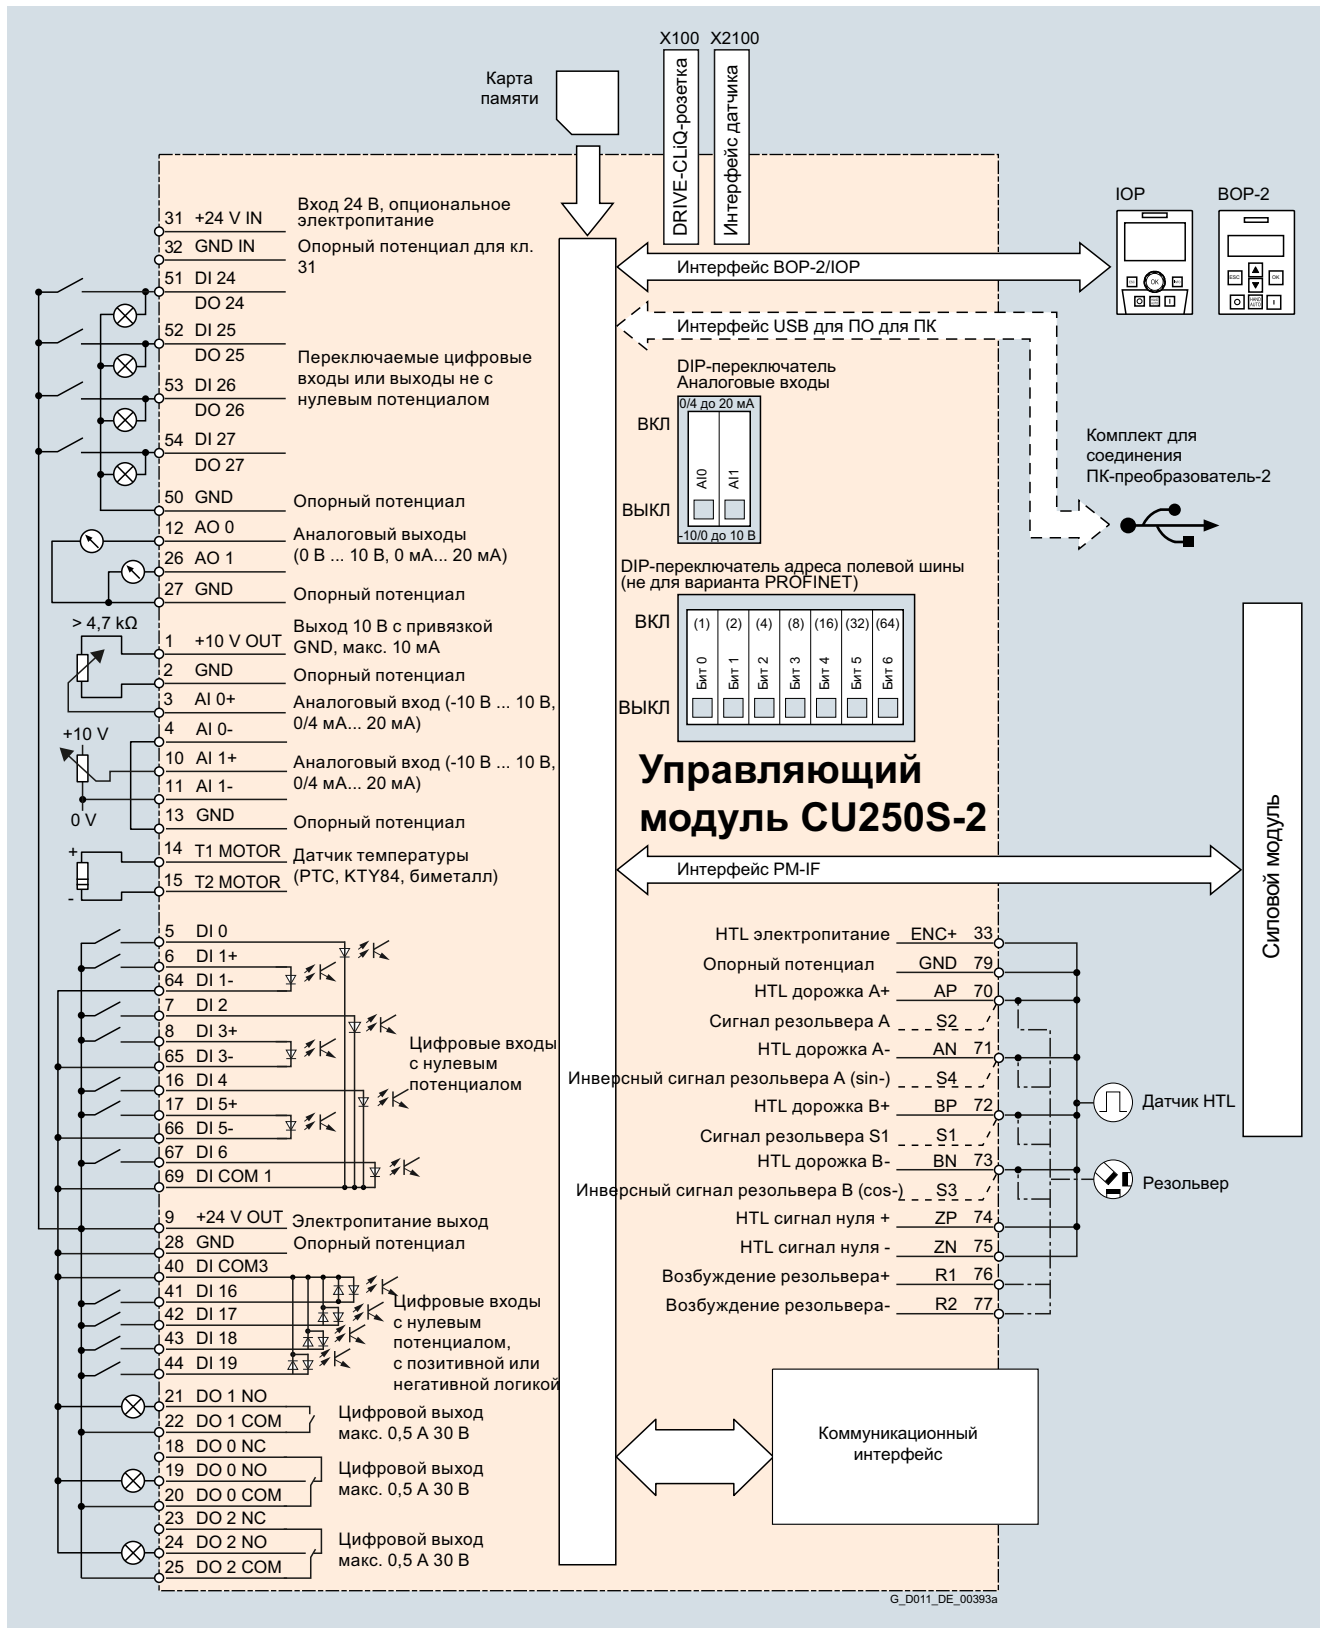 X100 X2100
Карта
памяти
DRIVE-CLiQ-розетка
Интерфейс датчика
IOP BOP-2
31 +24 V IN
Вход 24 В, опциональное
электропитание
32 GND IN
Опорный потенциал для кл.
31
51 DI 24
DO 24
52 DI 25
DO 25
53 DI 26
DO 26
54 DI 27
DO 27
Переключаемые цифровые
входы или выходы не с
нулевым потенциалом
50 GND
Опорный потенциал
12 AO 0
26 AO 1
Аналоговый выходы
(0 В ... 10 В, 0 мА... 20 мА)
27 GND
Опорный потенциал
> 4,7 kΩ
1 +10 V OUT
Выход 10 В с привязкой
GND, макс. 10 мА
2 GND
Опорный потенциал
3 AI 0+
4 AI 0-
Аналоговый вход (-10 В ... 10 В,
0/4 мА... 20 мА)
+10 V
0 V
10 AI 1+
11 AI 1-
Аналоговый вход (-10 В ... 10 В,
0/4 мА... 20 мА)
13 GND
Опорный потенциал
+
-
14 T1 MOTOR
15 T2 MOTOR
Датчик температуры
(PTC, KTY84, биметалл)
5 DI 0
6 DI 1+
64 DI 1-
7 DI 2
8 DI 3+
65 DI 3-
16 DI 4
17 DI 5+
66 DI 5-
67 DI 6
69 DI COM 1
Цифровые входы
с нулевым
потенциалом
9 +24 V OUT
Электропитание выход
28 GND
Опорный потенциал
40 DI COM3
41 DI 16
42 DI 17
43 DI 18
44 DI 19
Цифровые входы
с нулевым
потенциалом,
с позитивной или
негативной логикой
21 DO 1 NO
22 DO 1 COM
Цифровой выход
макс. 0,5 А 30 В
18 DO 0 NC
19 DO 0 NO
20 DO 0 COM
Цифровой выход
макс. 0,5 А 30 В
23 DO 2 NC
24 DO 2 NO
25 DO 2 COM
Цифровой выход
макс. 0,5 А 30 В
Интерфейс BOP-2/IOP
OK
ESC
OK
HAND
AUTO
I
I
Интерфейс USB для ПО для ПК
Комплект для
соединения
ПК-преобразователь-2
DIP-переключатель
Аналоговые входы
0/4 до 20 мА
ВКЛ
AI0 AI1
ВЫКЛ
-10/0 до 10 В
DIP-переключатель адреса полевой шины
(не для варианта PROFINET)
ВКЛ
(1) (2) (4) (8) (16) (32) (64)
Бит 0 Бит 1 Бит 2 Бит 3 Бит 4 Бит 5 Бит 6
ВЫКЛ
Управляющий
модуль CU250S-2
Интерфейс PM-IF
Силовой модуль
HTL электропитание ENC+ 33
Опорный потенциал GND 79
HTL дорожка A+ AP 70
Сигнал резольвера A S2
HTL дорожка A- AN 71
Инверсный сигнал резольвера A (sin-) S4
HTL дорожка B+ BP 72
Сигнал резольвера S1 S1
HTL дорожка B- BN 73
Инверсный сигнал резольвера B (cos-) S3
HTL сигнал нуля + ZP 74
HTL сигнал нуля - ZN 75
Возбуждение резольвера+ R1 76
Возбуждение резольвера- R2 77
Датчик HTL
Резольвер
Коммуникационный
интерфейс
G_D011_DE_00393a